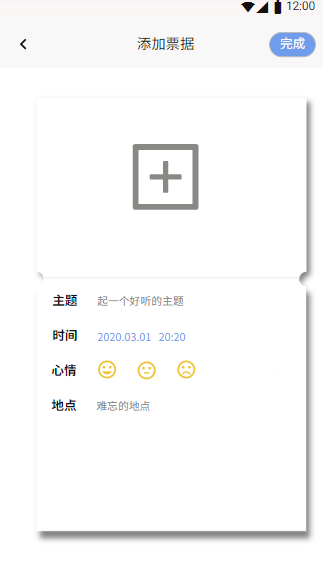 12:00
添加票据
完成
主题 起一个好听的主题
时间 2020.03.01 20:20
心情
地点 难忘的地点